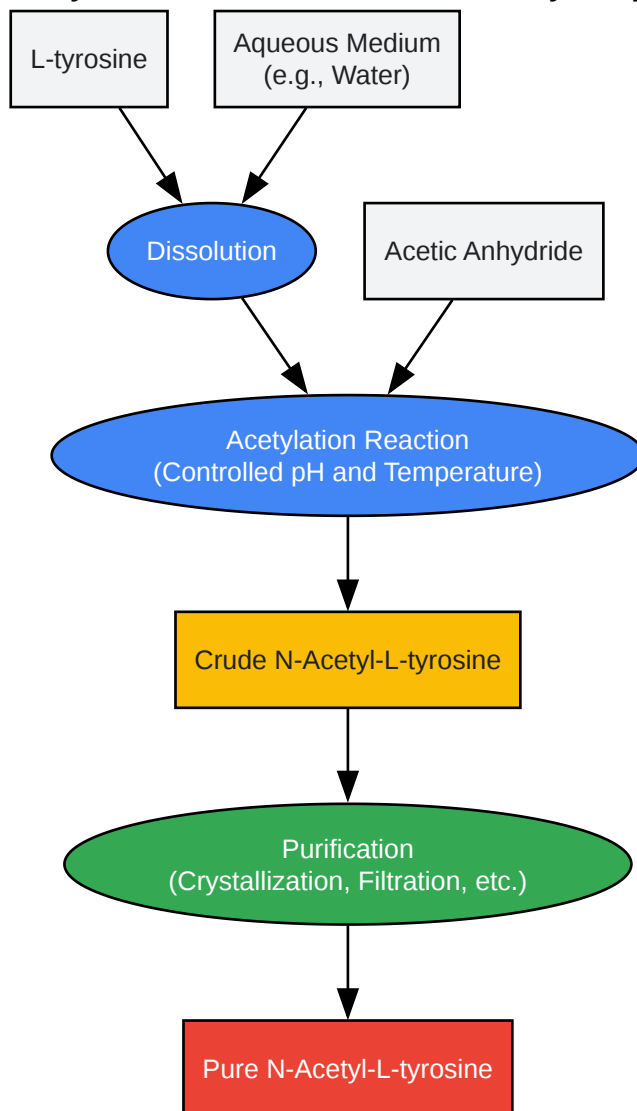 L-tyrosine
Aqueous Medium
(e.g., Water)
Dissolution
Acetic Anhydride
Acetylation Reaction
(Controlled pH and Temperature)
Crude N-Acetyl-L-tyrosine
Purification
(Crystallization, Filtration, etc.)
Pure N-Acetyl-L-tyrosine